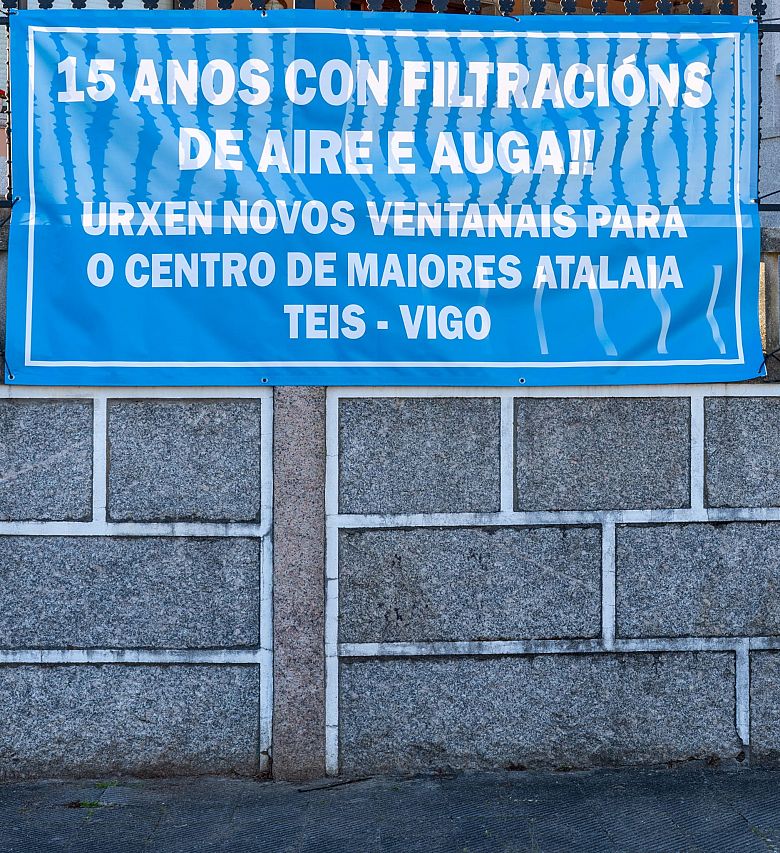 15 ANOS CON FILTRACIÓNS
DE AIRE E AUGA!!
URXEN NOVOS VENTANAIS PARA
O CENTRO DE MAIORES ATALAIA
TEIS - VIGO